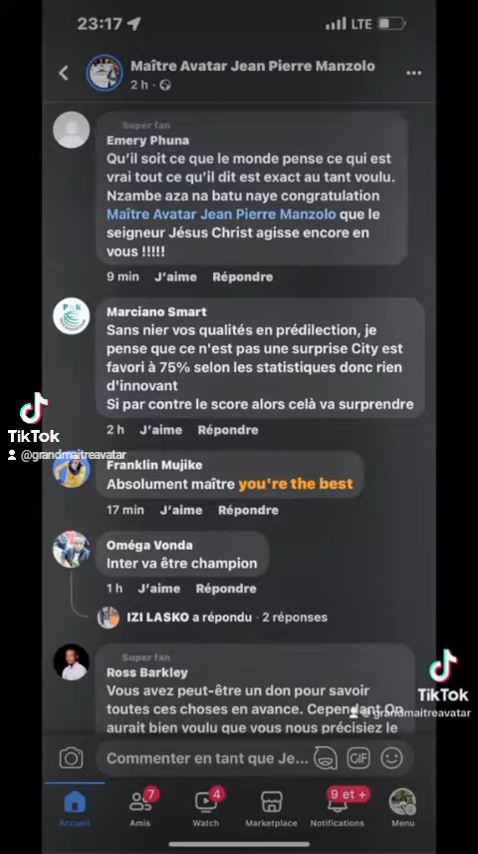 23:17
LTE
Maître Avatar Jean Pierre Manzolo
2 h
Super fan
Emery Phuna
Qu'il soit ce que le monde pense ce qui est
vrai tout ce qu'il dit est exact au tant voulu.
Nzambe aza na batu naye congratulation
Maître Avatar Jean Pierre Manzolo que le
seigneur Jésus Christ agisse encore en
vous !!!!!
9 min J'aime Répondre
Marciano Smart
Sans nier vos qualités en prédilection, je
pense que ce n'est pas une surprise City est
favori à 75% selon les statistiques donc rien
d'innovant
Si par contre le score alors celà va surprendre
2 h J'aime Répondre
TikTok
@grandmaitreavatar
Franklin Mujike
Absolument maître you're the best
17 min J'aime Répondre
Oméga Vonda
Inter va être champion
1 h J'aime Répondre
IZI LASKO a répondu · 2 réponses
Super fan
Ross Barkley
Vous avez peut-être un don pour savoir
toutes ces choses en avance. Cependant On
aurait bien voulu que vous nous précisiez le
TikTok
@grandmaitreavatar
Commenter en tant que Je...
GIF
7
4
9 et +
Accueil
Amis
Watch
Marketplace
Notifications
Menu